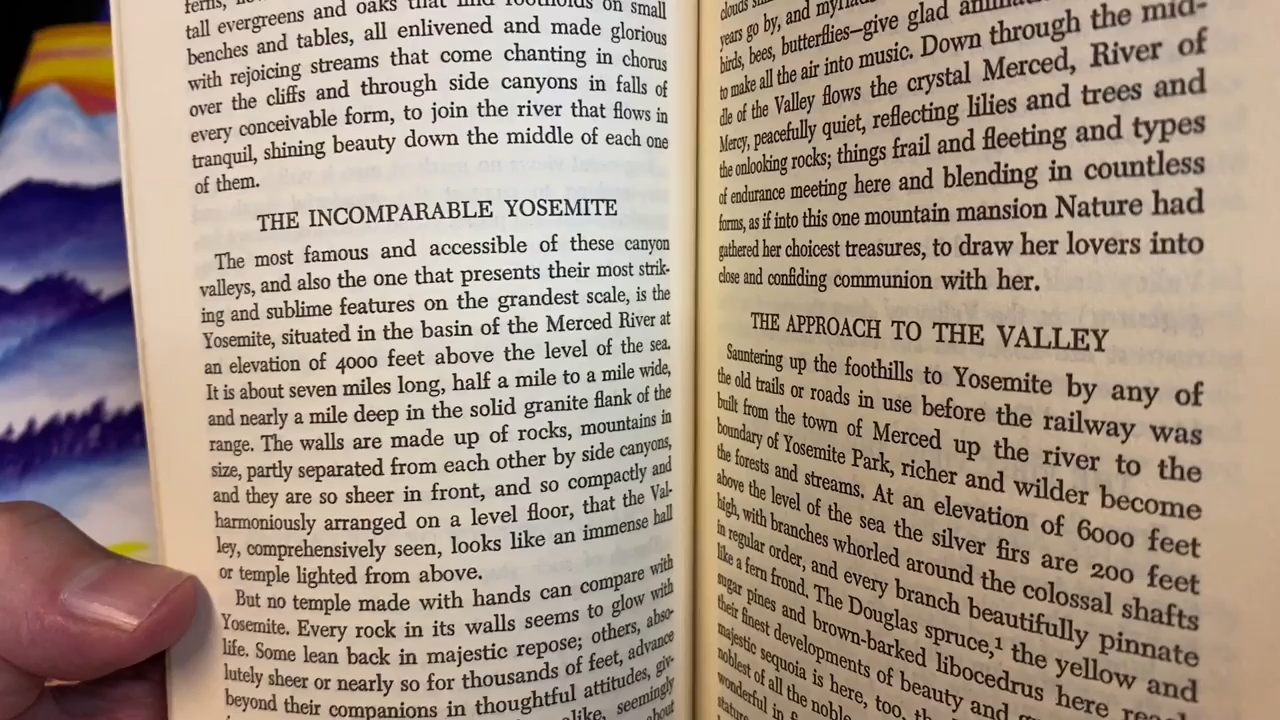 tall evergreens and oaks that find footholds on small
benches and tables, all enlivened and made glorious
with rejoicing streams that come chanting in chorus
over the cliffs and through side canyons in falls of
every conceivable form, to join the river that flows in
tranquil, shining beauty down the middle of each one
of them.
THE INCOMPARABLE YOSEMITE
The most famous and accessible of these canyon
valleys, and also the one that presents their most strik-
ing and sublime features on the grandest scale, is the
Yosemite, situated in the basin of the Merced River at
an elevation of 4000 feet above the level of the sea.
It is about seven miles long, half a mile to a mile wide,
and nearly a mile deep in the solid granite flank of the
range. The walls are made up of rocks, mountains in
size, partly separated from each other by side canyons,
and they are so sheer in front, and so compactly and
harmoniously arranged on a level floor, that the Val-
ley, comprehensively seen, looks like an immense hall
or temple lighted from above.
But no temple made with hands can compare with
Yosemite. Every rock in its walls seems to glow with
life. Some lean back in majestic repose; others, abso-
lutely sheer or nearly so for thousands of feet, advance
beyond their companions in thoughtful attitudes, giv-
alike, seemingly
about
clouds
years go by, and
birds, bees, butterflies—give glad
to make all the air into music. Down through the mid-
dle of the Valley flows the crystal Merced, River of
Mercy, peacefully quiet, reflecting lilies and trees and
the onlooking rocks; things frail and fleeting and types
of endurance meeting here and blending in countless
forms, as if into this one mountain mansion Nature had
gathered her choicest treasures, to draw her lovers into
close and confiding communion with her.
THE APPROACH TO THE VALLEY
Sauntering up the foothills to Yosemite by any of
the old trails or roads in use before the railway was
built from the town of Merced up the river to the
boundary of Yosemite Park, richer and wilder become
the forests and streams. At an elevation of 6000 feet
above the level of the sea the silver firs are 200 feet
high, with branches whorled around the colossal shafts
in regular order, and every branch beautifully pinnate
like a fern frond. The Douglas spruce,¹ the yellow and
sugar pines and brown-barked libocedrus here reach
their finest developments of beauty and
majestic sequoia is here, too, the
noblest of all the noble
wonderful in